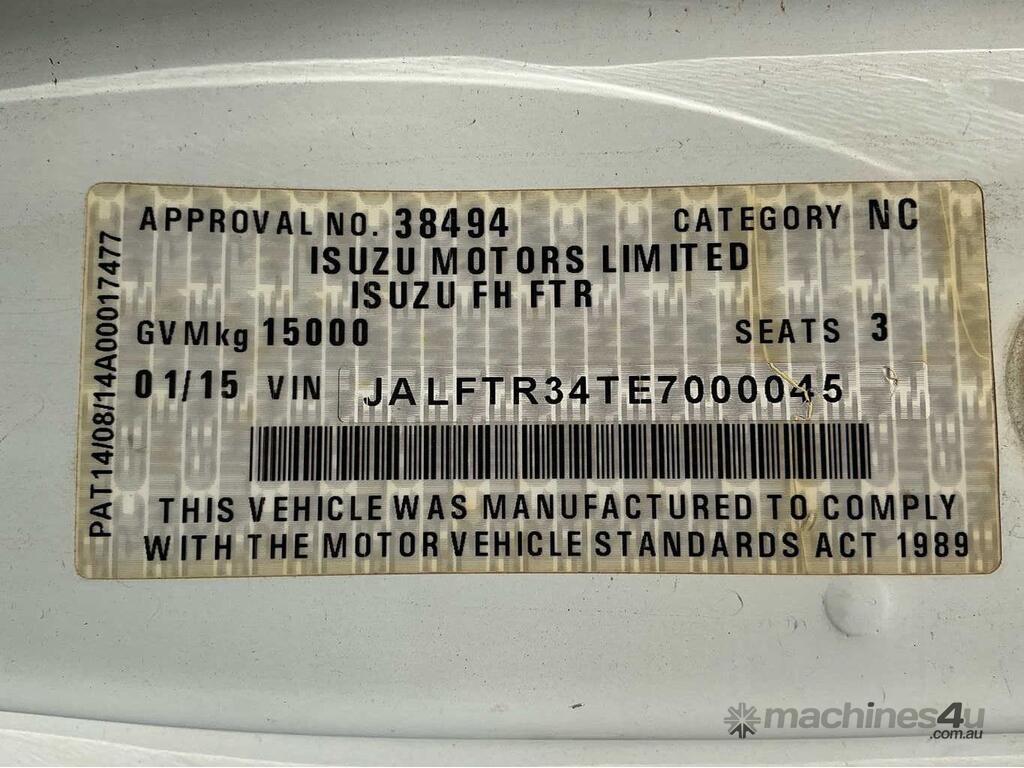 APPROVAL NO. 38494 CATEGORY NC
ISUZU MOTORS LIMITED
ISUZU FH FTR
GVMkg 15000 SEATS 3
01/15 VIN JALFTR34TE7000045
THIS VEHICLE WAS MANUFACTURED TO COMPLY
WITH THE MOTOR VEHICLE STANDARDS ACT 1989
PAT14/08/14A00017477
machines4u
.com.au